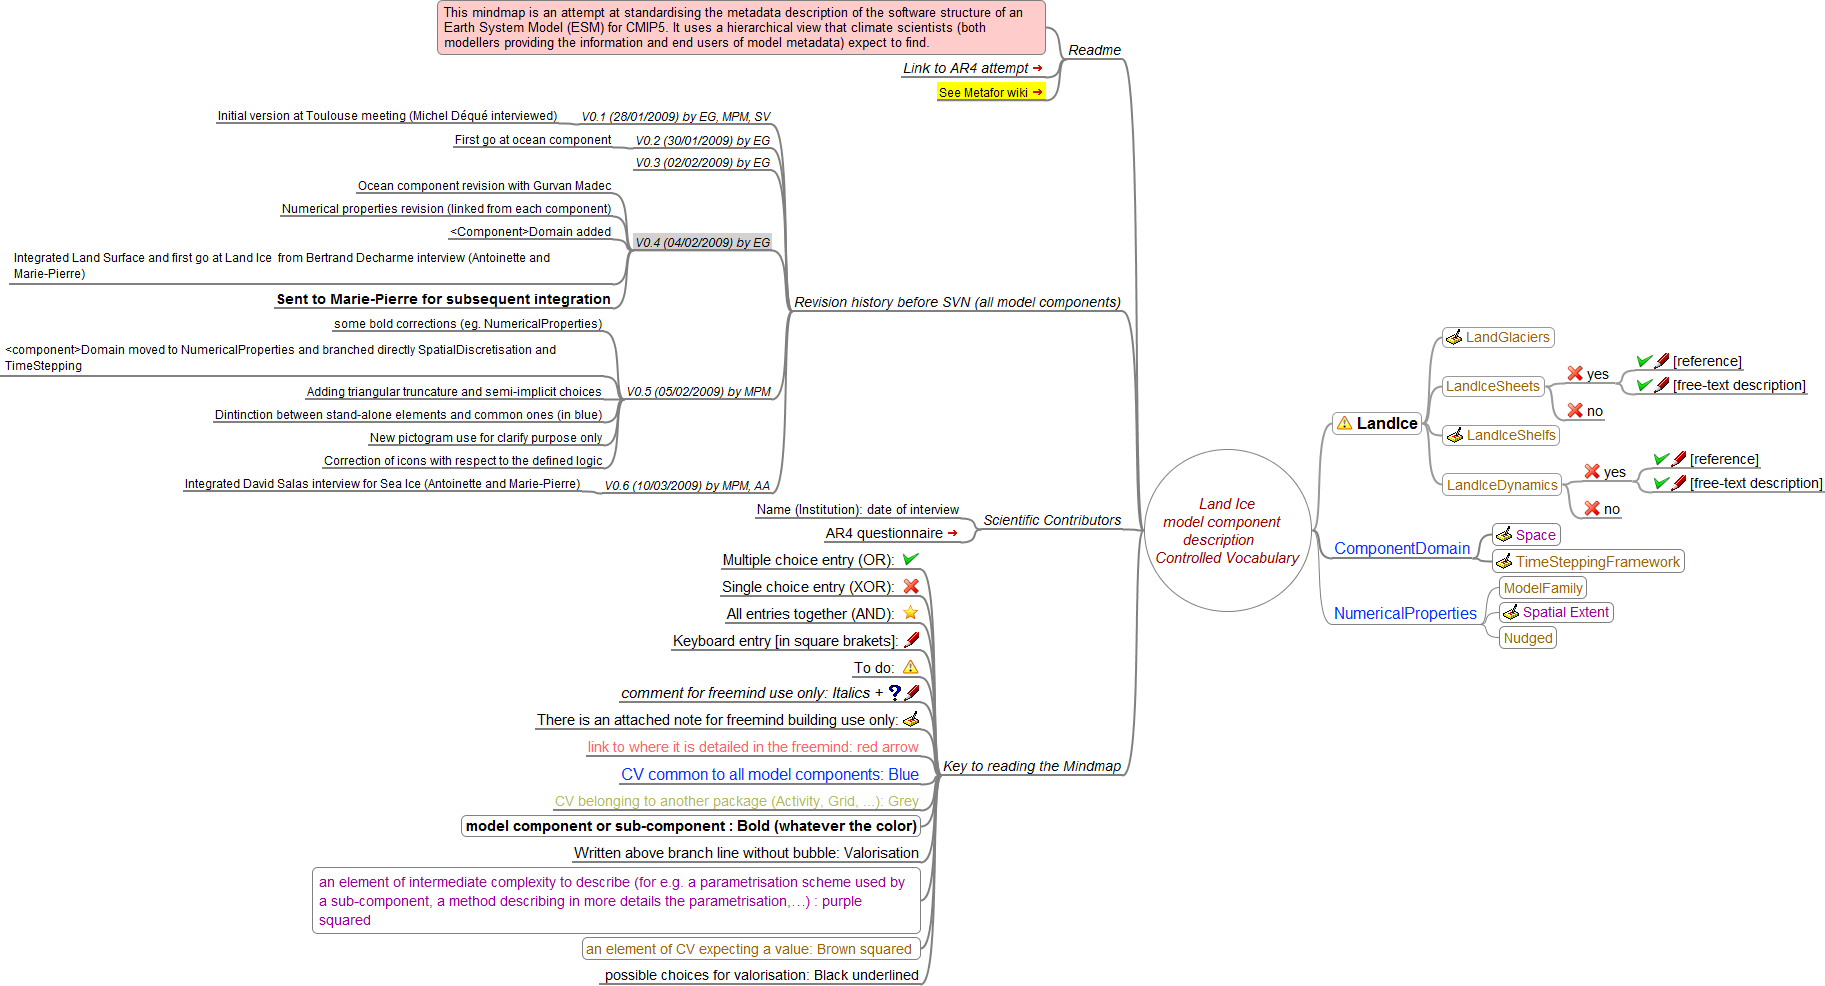 This mindmap is an attempt at standardising the metadata description of the software structure of an
Earth System Model (ESM) for CMIP5. It uses a hierarchical view that climate scientists (both
modellers providing the information and end users of model metadata) expect to find.
Readme
Link to AR4 attempt
See Metafor wiki
Initial version at Toulouse meeting (Michel Déqué interviewed)
V0.1 (28/01/2009) by EG, MPM, SV
First go at ocean component
V0.2 (30/01/2009) by EG
V0.3 (02/02/2009) by EG
Ocean component revision with Gurvan Madec
Numerical properties revision (linked from each component)
<Component>Domain added
V0.4 (04/02/2009) by EG
Integrated Land Surface and first go at Land Ice  from Bertrand Decharme interview (Antoinette and
Marie-Pierre)
Sent to Marie-Pierre for subsequent integration
Revision history before SVN (all model components)
some bold corrections (eg. NumericalProperties)
<component>Domain moved to NumericalProperties and branched directly SpatialDiscretisation and
TimeStepping
Adding triangular truncature and semi-implicit choices
V0.5 (05/02/2009) by MPM
Dintinction between stand-alone elements and common ones (in blue)
New pictogram use for clarify purpose only
Correction of icons with respect to the defined logic
Integrated David Salas interview for Sea Ice (Antoinette and Marie-Pierre)
V0.6 (10/03/2009) by MPM, AA
Name (Institution): date of interview
Scientific Contributors
AR4 questionnaire
Multiple choice entry (OR):
Single choice entry (XOR):
All entries together (AND):
Keyboard entry [in square brakets]:
To do:
comment for freemind use only: Italics +
There is an attached note for freemind building use only:
link to where it is detailed in the freemind: red arrow
Key to reading the Mindmap
CV common to all model components: Blue
CV belonging to another package (Activity, Grid, ...): Grey
model component or sub-component : Bold (whatever the color)
Written above branch line without bubble: Valorisation
an element of intermediate complexity to describe (for e.g. a parametrisation scheme used by
a sub-component, a method describing in more details the parametrisation,...) : purple
squared
an element of CV expecting a value: Brown squared
possible choices for valorisation: Black underlined
Land Ice
model component
description
Controlled Vocabulary
LandIce
LandGlaciers
LandIceSheets
yes
[reference]
[free-text description]
no
LandIceShelfs
LandIceDynamics
yes
[reference]
[free-text description]
no
ComponentDomain
Space
TimeSteppingFramework
NumericalProperties
ModelFamily
Spatial Extent
Nudged